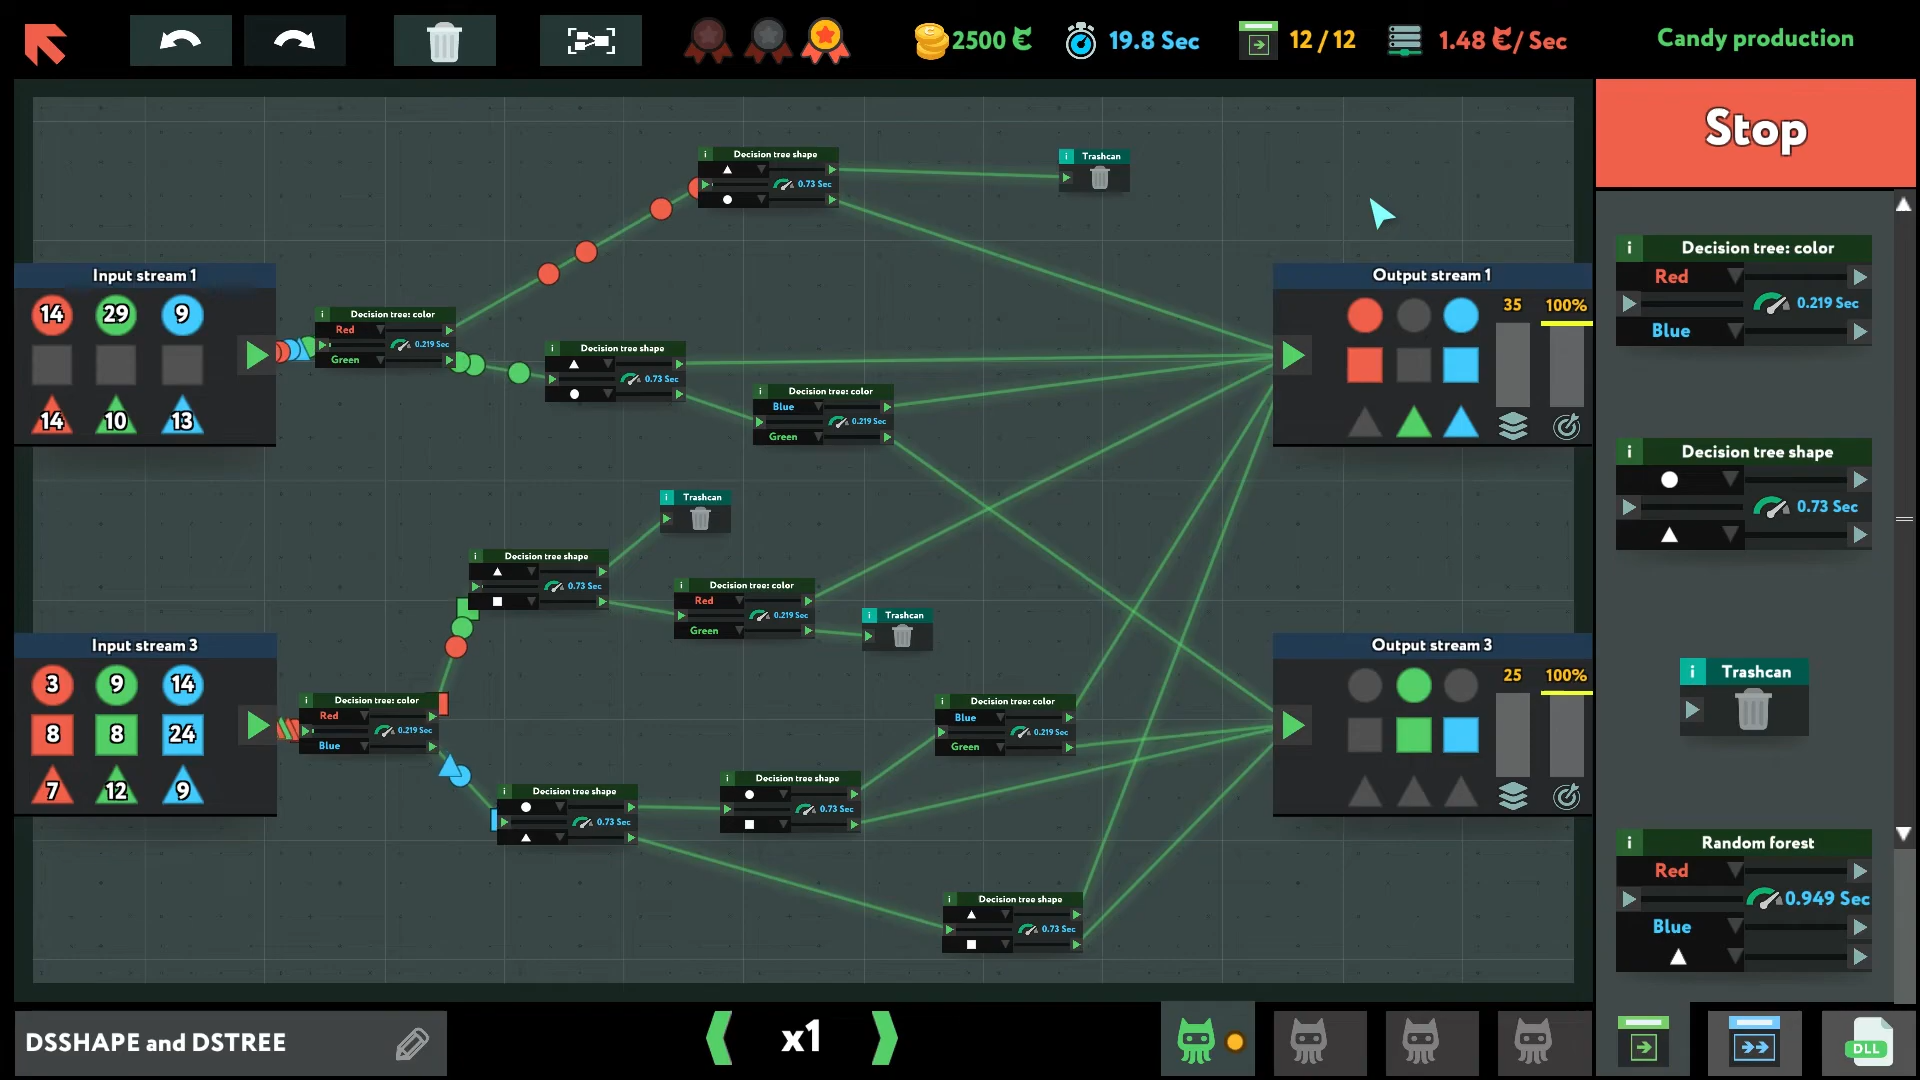 2500 €
19.8 Sec
12 / 12
1.48 €/ Sec
Candy production
Stop
Decision tree shape
0.73 Sec
Trashcan
Input stream 1
14 29 9
14 10 13
Decision tree: color
Red
0.219 Sec
Green
Decision tree shape
0.73 Sec
Decision tree: color
Blue
0.219 Sec
Green
Output stream 1
35 100%
Decision tree: color
Red
0.219 Sec
Blue
Decision tree shape
0.73 Sec
Trashcan
Random forest
Red
0.949 Sec
Blue
Trashcan
Decision tree shape
0.73 Sec
Decision tree: color
Red
0.219 Sec
Green
Trashcan
Input stream 3
3 9 14
8 8 24
7 12 9
Decision tree: color
Red
0.219 Sec
Blue
Decision tree shape
0.73 Sec
Decision tree shape
0.73 Sec
Decision tree: color
Blue
0.219 Sec
Green
Decision tree shape
0.73 Sec
Output stream 3
25 100%
DSSHAPE and DSTREE
x1
DLL